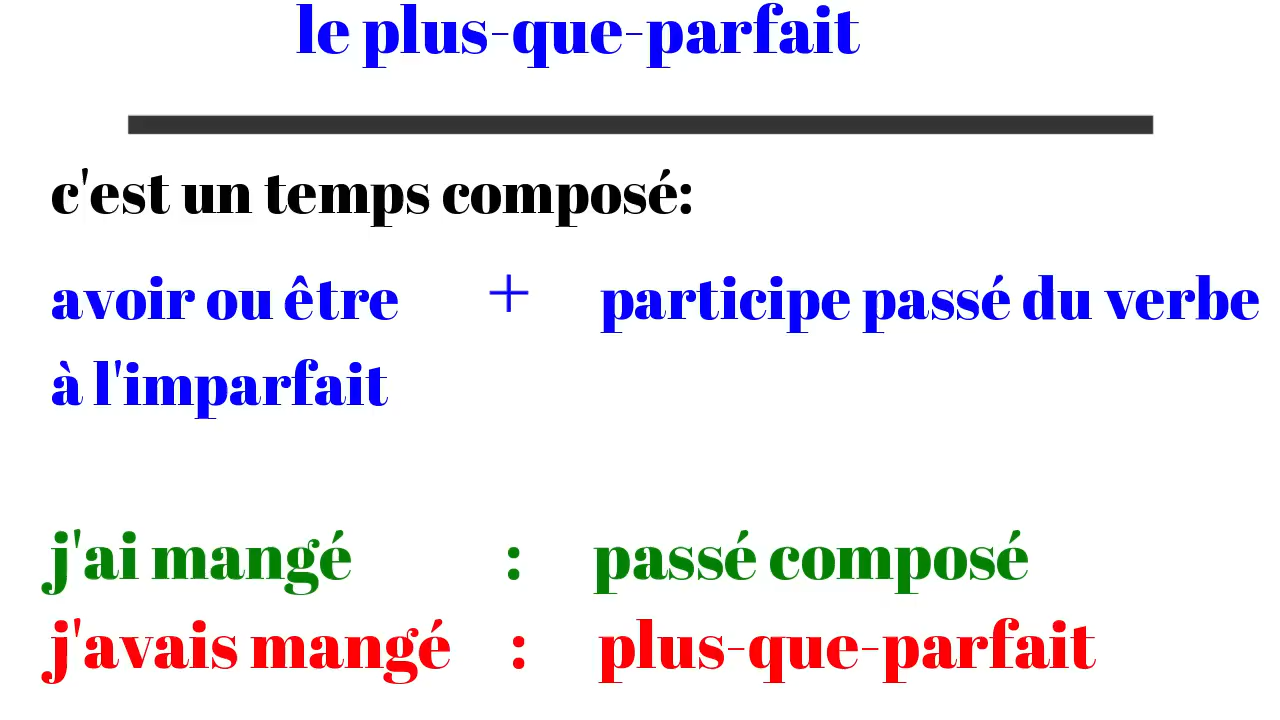 le plus-que-parfait
c'est un temps composé:
avoir ou être + participe passé du verbe
à l'imparfait
j'ai mangé : passé composé
j'avais mangé : plus-que-parfait